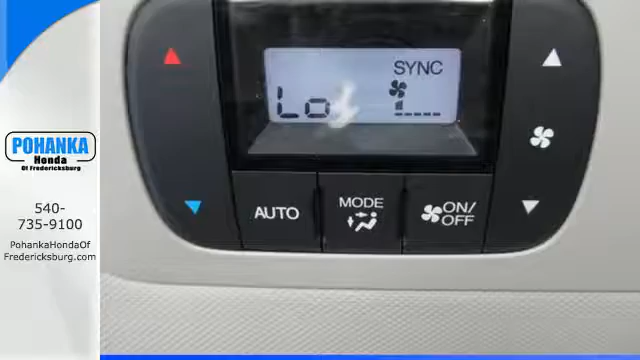 POHANKA
Honda
Of Fredericksburg
540-
735-9100
PohankaHondaOf
Fredericksburg.com
SYNC
Lo
AUTO
MODE
ON/
OFF